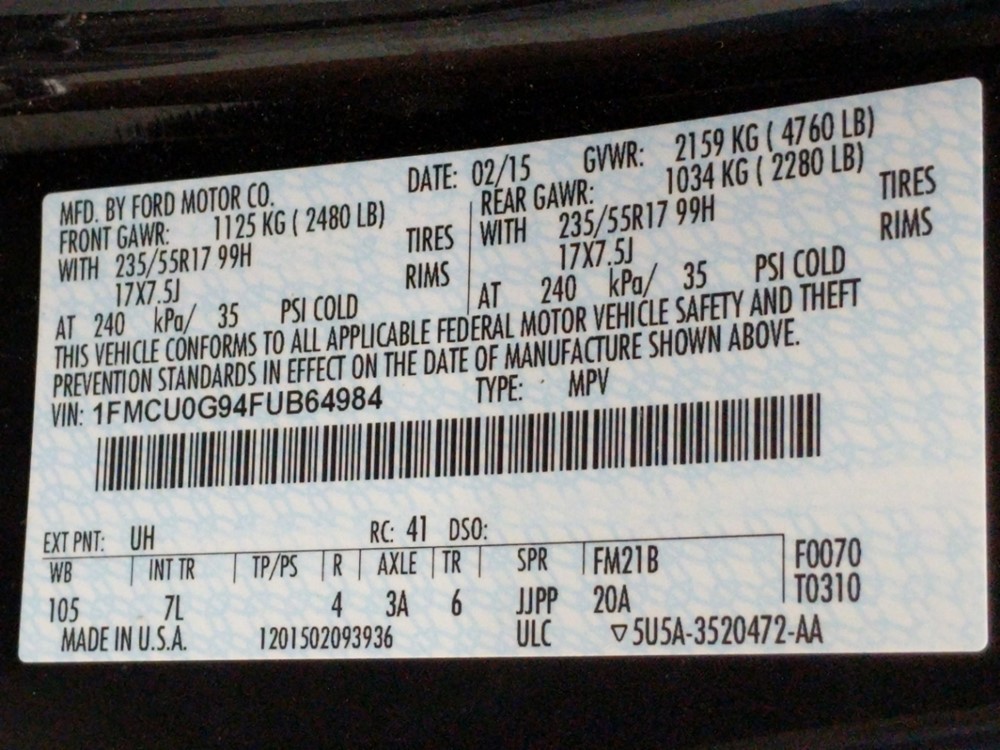 MFD. BY FORD MOTOR CO. DATE: 02/15 GVWR: 2159 KG ( 4760 LB)
FRONT GAWR: 1125 KG ( 2480 LB) REAR GAWR: 1034 KG ( 2280 LB)
WITH 235/55R17 99H TIRES WITH 235/55R17 99H TIRES
17X7.5J RIMS 17X7.5J RIMS
AT 240 kPa/ 35 PSI COLD AT 240 kPa/ 35 PSI COLD
THIS VEHICLE CONFORMS TO ALL APPLICABLE FEDERAL MOTOR VEHICLE SAFETY AND THEFT
PREVENTION STANDARDS IN EFFECT ON THE DATE OF MANUFACTURE SHOWN ABOVE.
VIN: 1FMCU0G94FUB64984 TYPE: MPV
EXT PNT: UH RC: 41 DSO:
WB INT TR TP/PS R AXLE TR SPR FM21B F0070
105 7L 4 3A 6 JJPP 20A T0310
MADE IN U.S.A. 1201502093936 ULC ▽5U5A-3520472-AA